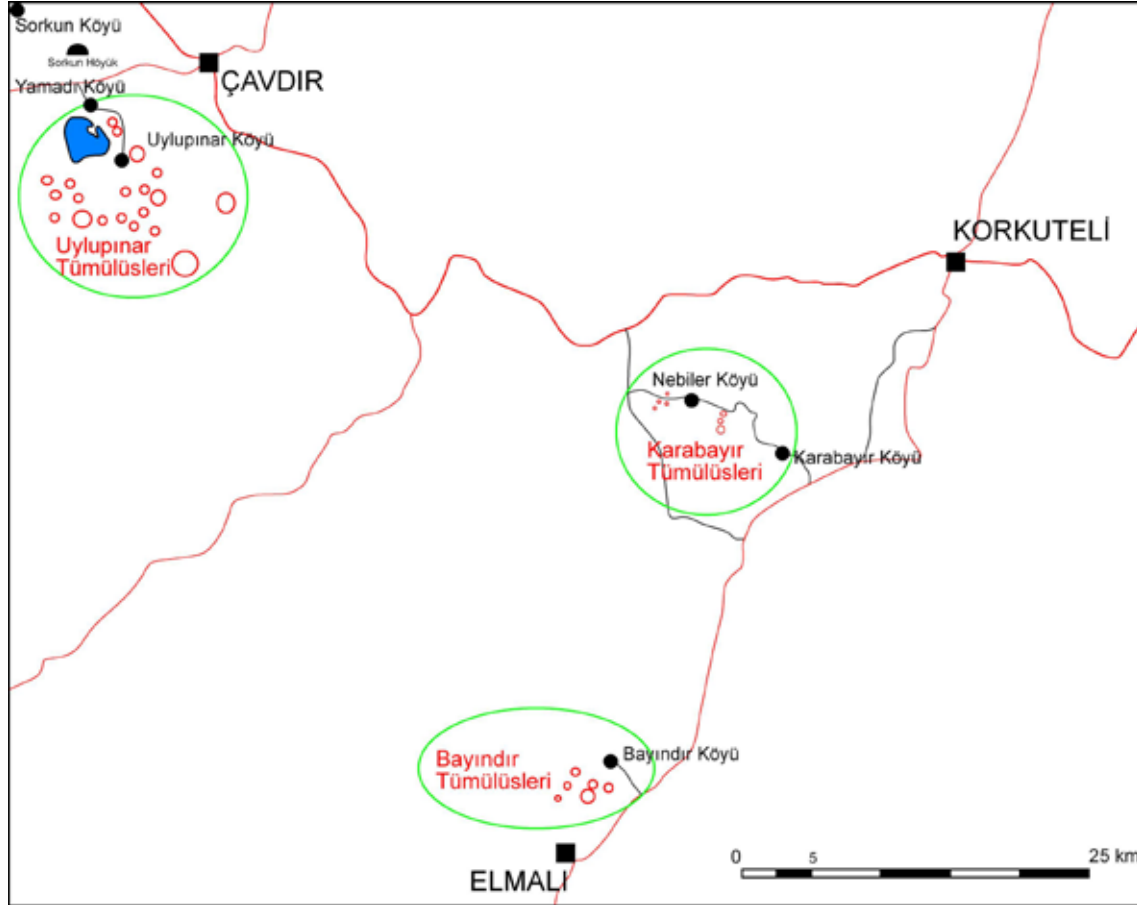 Sorkun Köyü
Sorkun Höyük
ÇAVDIR
Yamadı Köyü
Uylupınar Köyü
Uylupınar
Tümülüsleri
KORKUTELİ
Nebiler Köyü
Karabayır
Tümülüsleri
Karabayır Köyü
Bayındır
Tümülüsleri
Bayındır Köyü
ELMALI
0 5 25 km